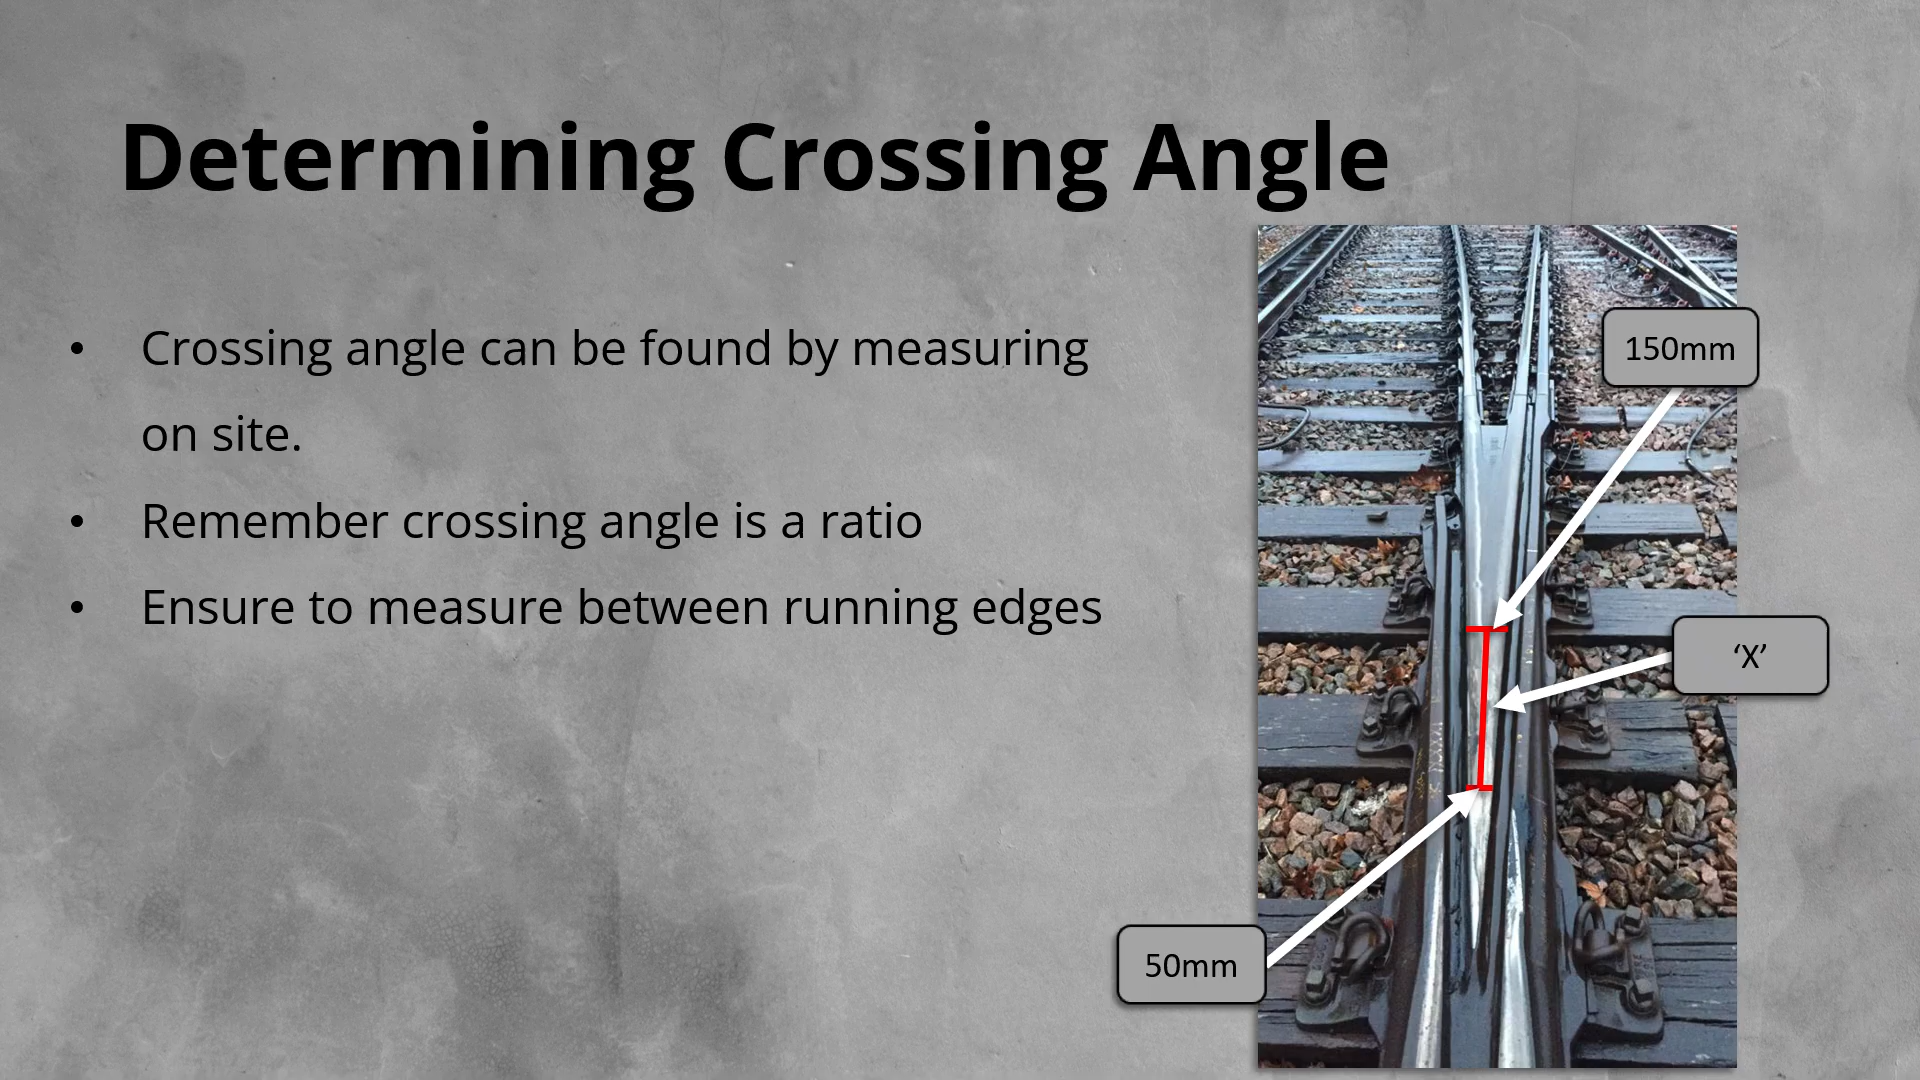 Determining Crossing Angle
• Crossing angle can be found by measuring
on site.
• Remember crossing angle is a ratio
• Ensure to measure between running edges
150mm
‘X’
50mm